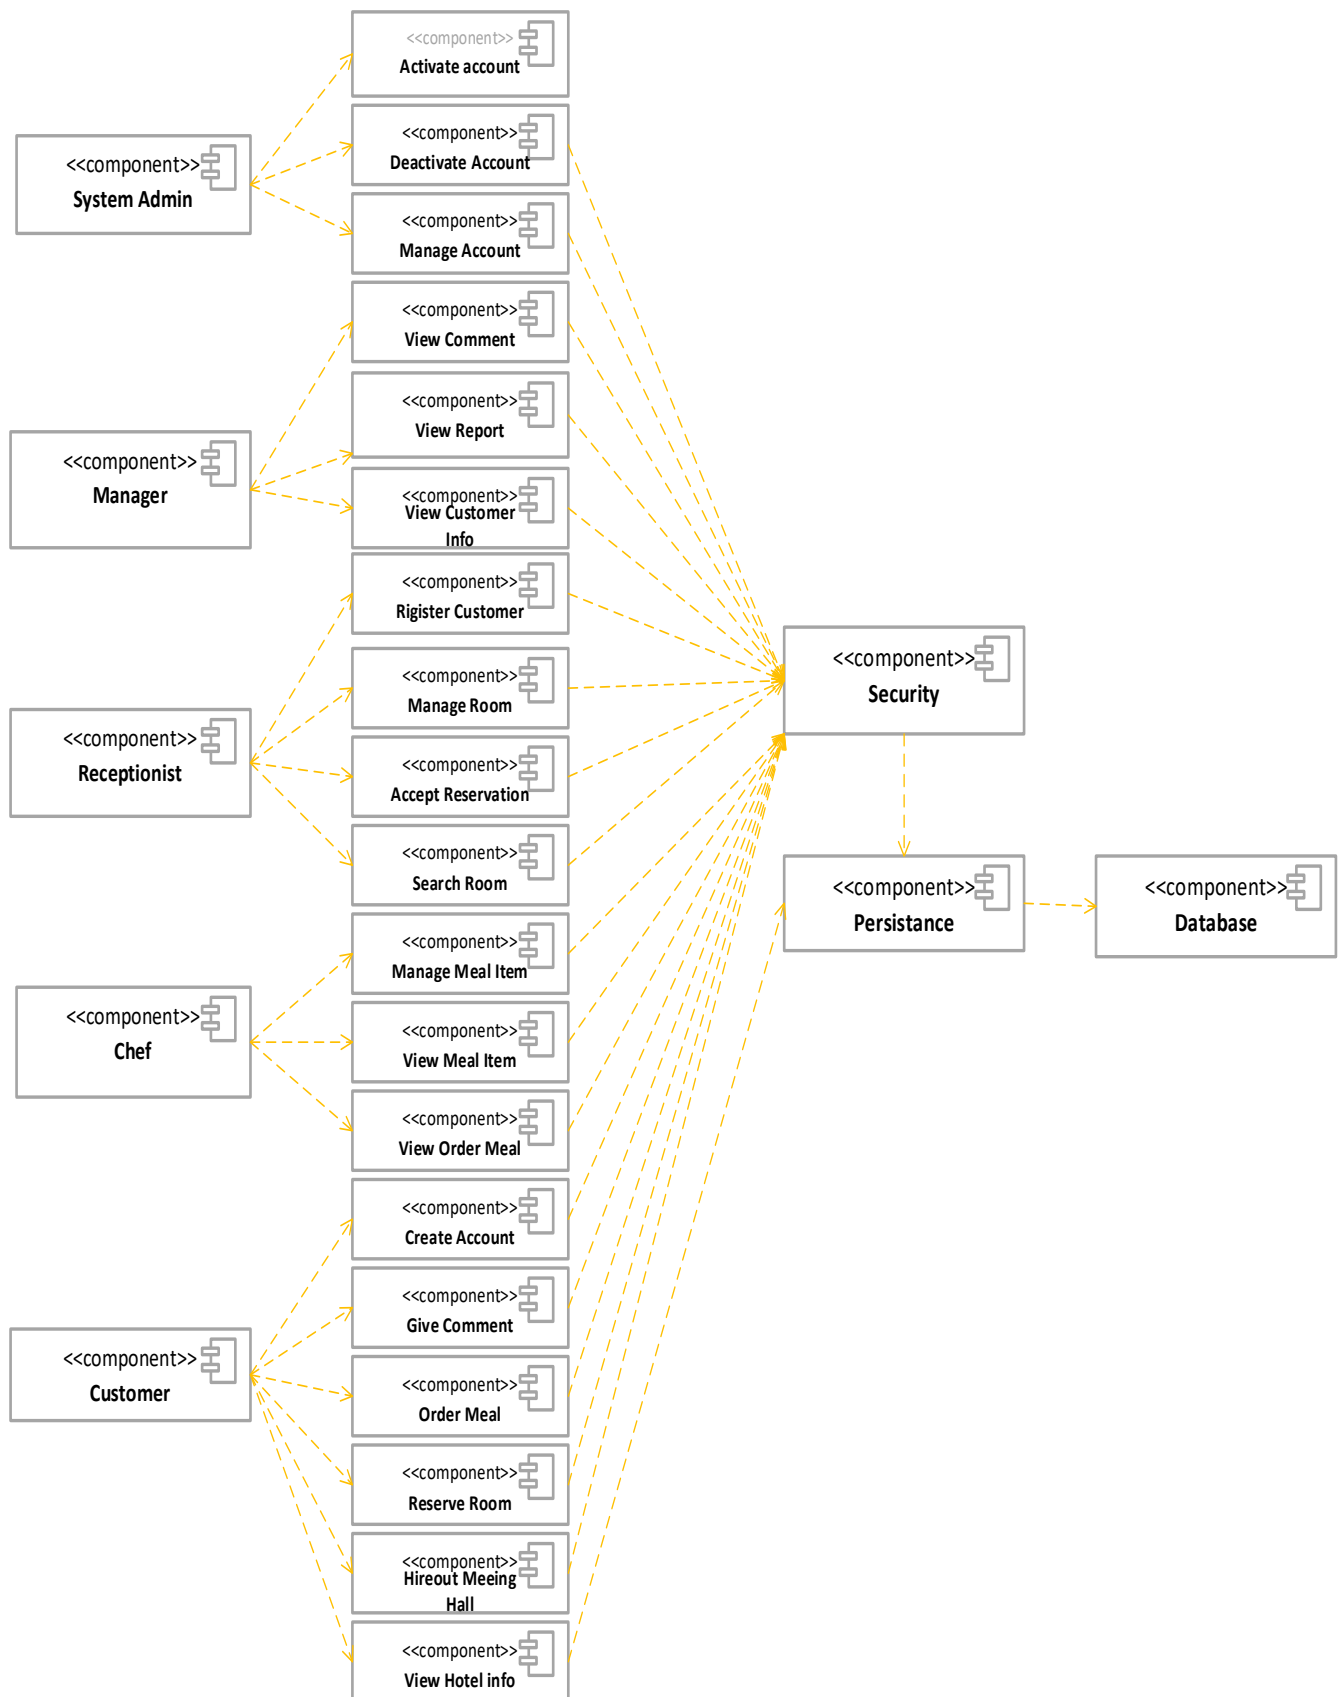 <<component>>
Activate account
<<component>>
Deactivate Account
<<component>>
System Admin
<<component>>
Manage Account
<<component>>
View Comment
<<component>>
View Report
<<component>>
Manager
<<component>>
View Customer
Info
<<component>>
Rigister Customer
<<component>>
Security
<<component>>
Manage Room
<<component>>
Receptionist
<<component>>
Accept Reservation
<<component>>
Search Room
<<component>>
Persistance
<<component>>
Database
<<component>>
Manage Meal Item
<<component>>
Chef
<<component>>
View Meal Item
<<component>>
View Order Meal
<<component>>
Create Account
<<component>>
Give Comment
<<component>>
Customer
<<component>>
Order Meal
<<component>>
Reserve Room
<<component>>
Hireout Meeing
Hall
<<component>>
View Hotel info